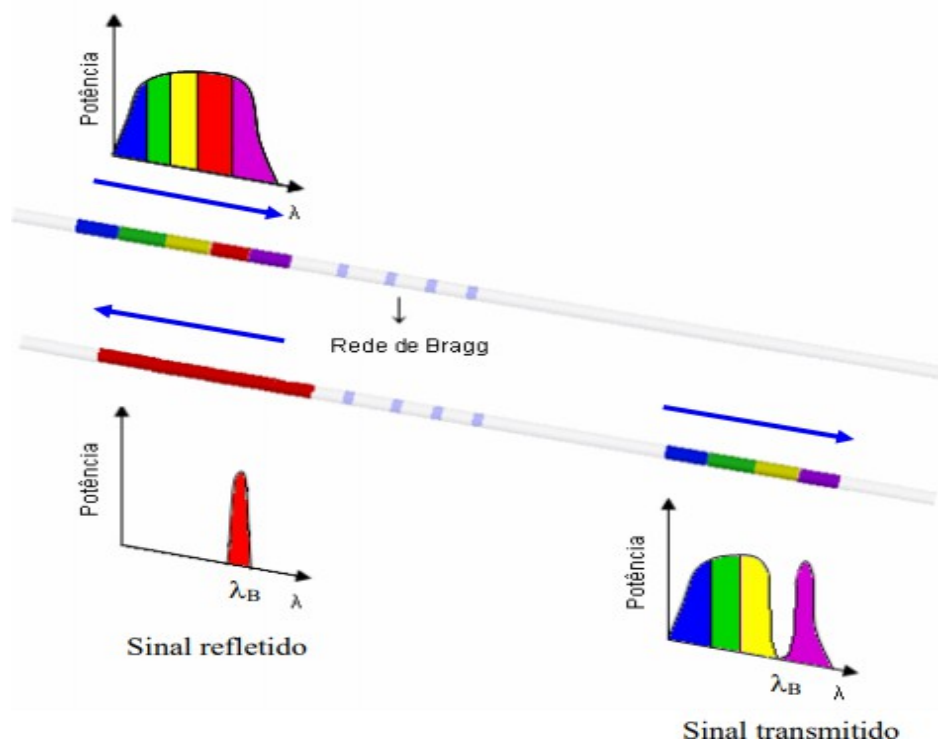 Potência
λ
Rede de Bragg
Potência
λB
λ
Sinal refletido
Potência
λB
λ
Sinal transmitido